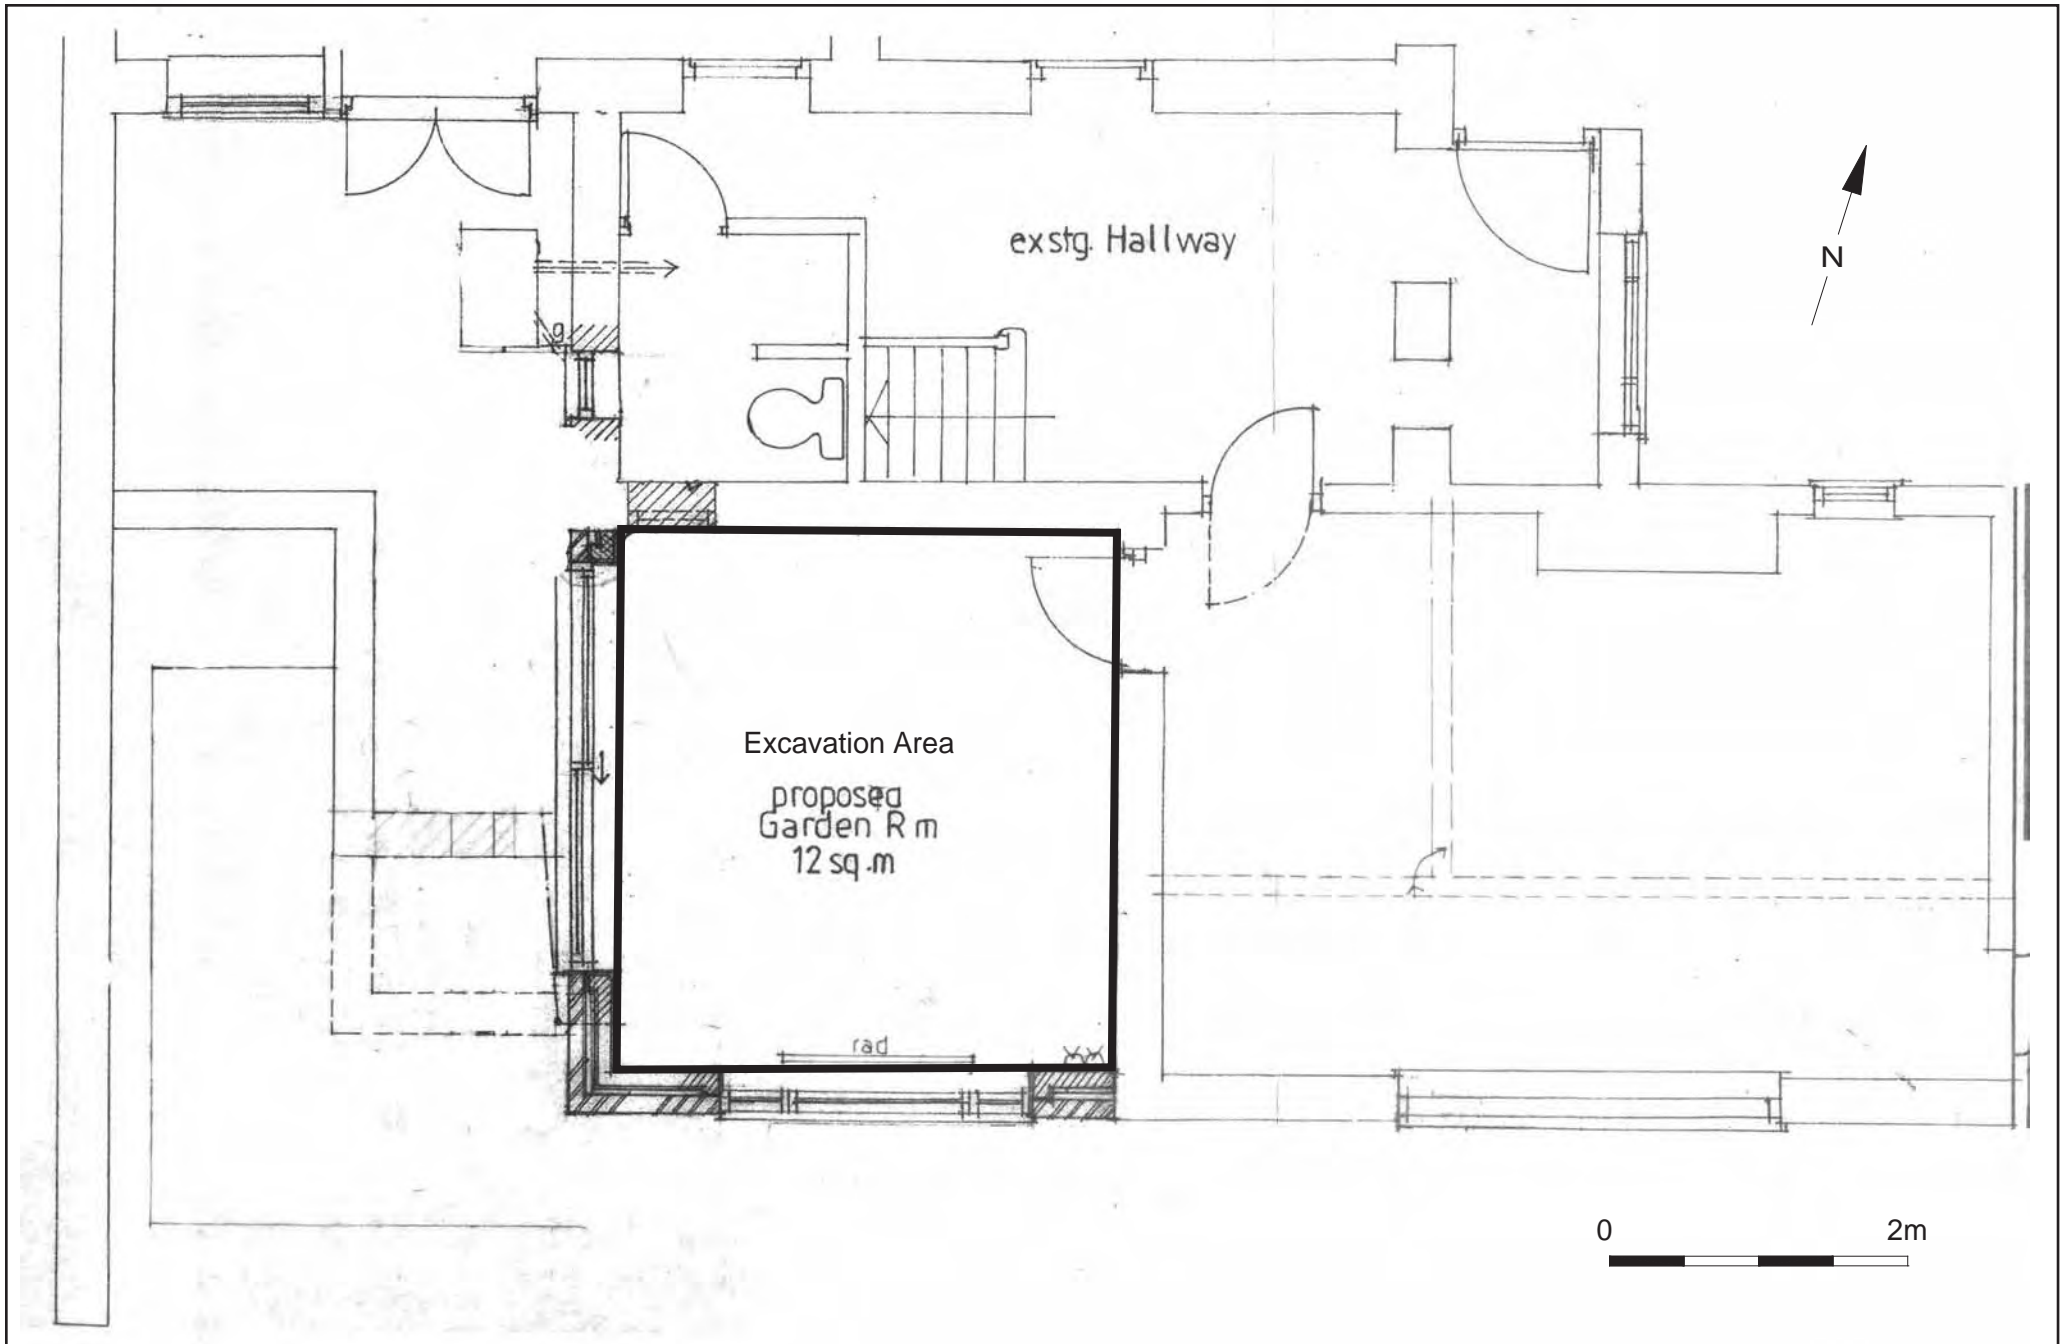 exstg. Hallway
N
g
Excavation Area
proposed
Garden Rm
12 sq.m
rad
0 2m